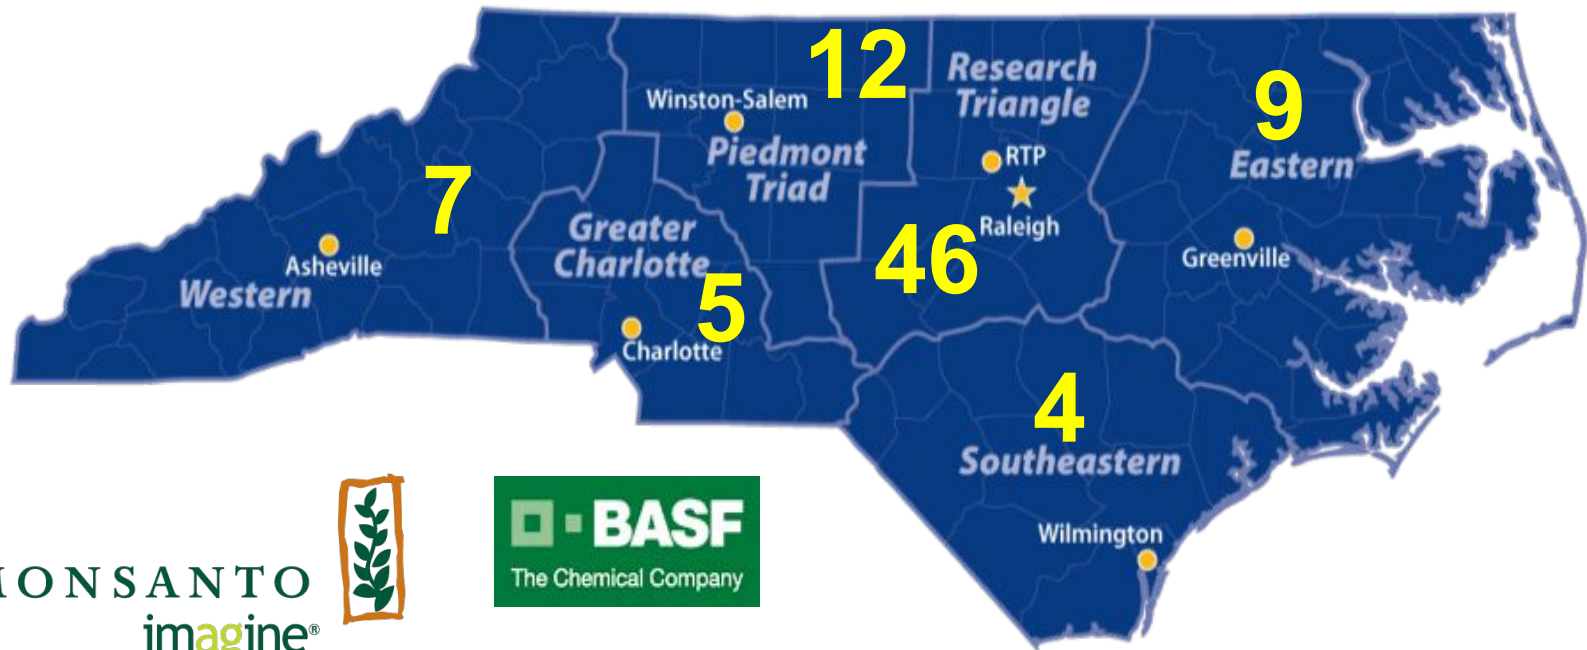 12
Research
Triangle
9
Winston-Salem
Piedmont
Triad
RTP
Eastern
7
Raleigh
Greater
Charlotte
46
Greenville
Asheville
Western
5
Charlotte
4
Southeastern
Wilmington
MONSANTO
imagine®
BASF
The Chemical Company